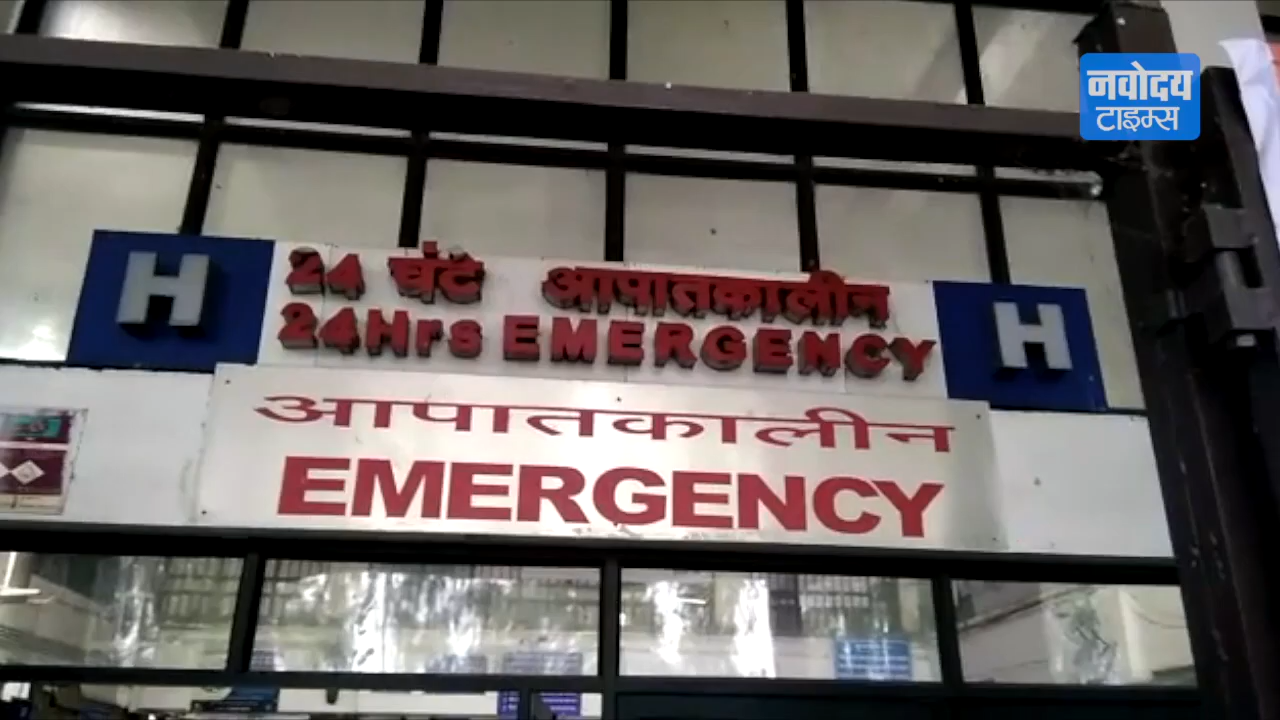 नवोदय
टाइम्स
H
24 घंटे आपातकालीन
H
24Hrs EMERGENCY
आपातकालीन
EMERGENCY